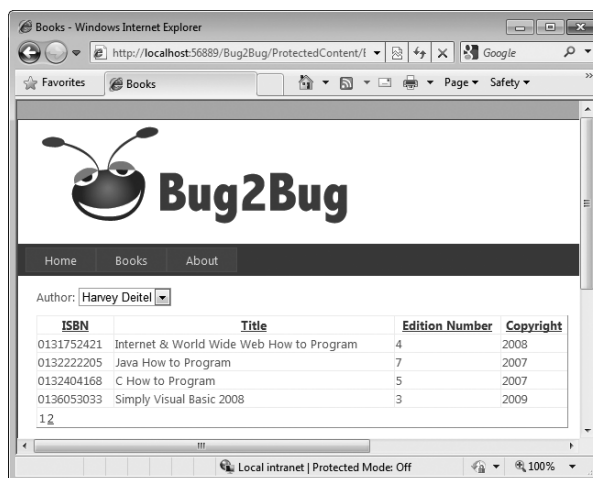 Books - Windows Internet Explorer
http://localhost:56889/Bug2Bug/ProtectedContent/
Google
Favorites Books Page Safety »
Bug2Bug
Home Books About
Author: Harvey Deitel
ISBN Title Edition Number Copyright
0131752421 Internet & World Wide Web How to Program 4 2008
0132222205 Java How to Program 7 2007
0132404168 C How to Program 5 2007
0136053033 Simply Visual Basic 2008 3 2009
1 2
Local intranet | Protected Mode: Off 100%